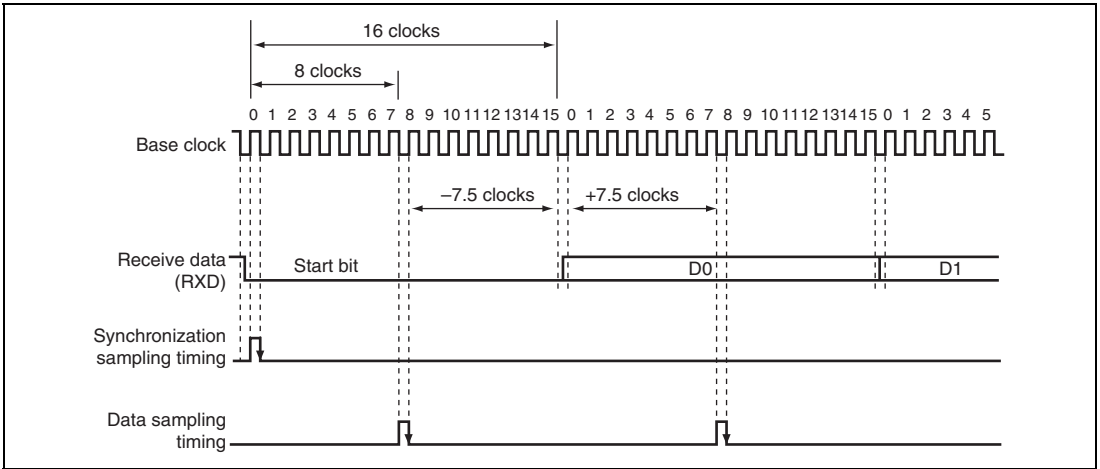 16 clocks
8 clocks
0 1 2 3 4 5 6 7 8 9 10 11 12 13 14 15 0 1 2 3 4 5 6 7 8 9 10 11 12 13 14 15 0 1 2 3 4 5
Base clock
–7.5 clocks +7.5 clocks
Receive data
(RXD)
Start bit D0 D1
Synchronization
sampling timing
Data sampling
timing